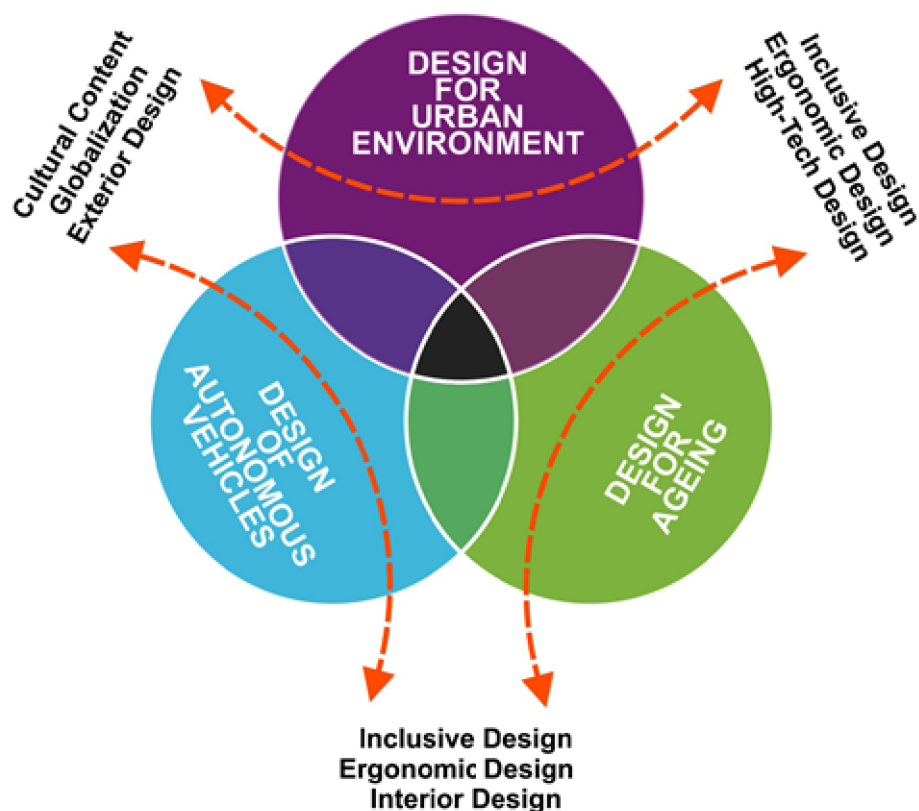 DESIGN
FOR
URBAN
ENVIRONMENT
Cultural Content
Globalization
Exterior Design
Inclusive Design
Ergonomic Design
High-Tech Design
DESIGN
OF
AUTONOMOUS
VEHICLES
DESIGN
FOR
AGEING
Inclusive Design
Ergonomic Design
Interior Design